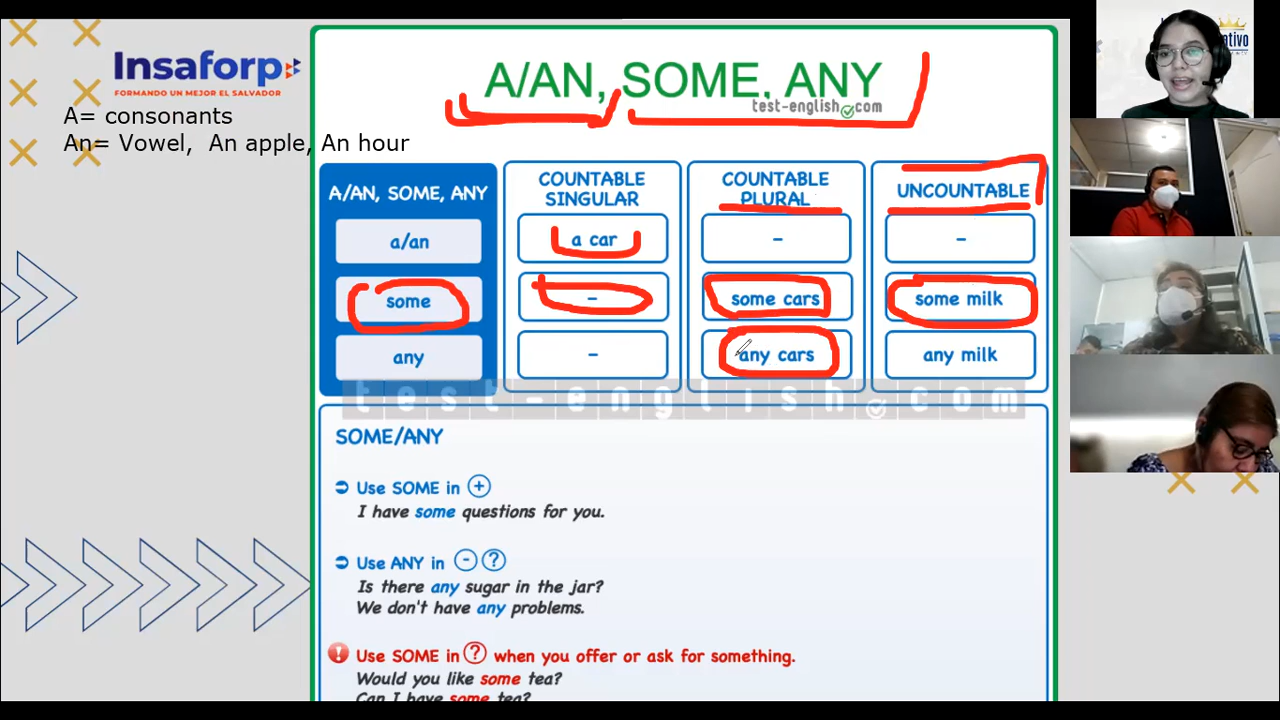 Insaforp
FORMANDO UN MEJOR EL SALVADOR
A= consonants
An= Vowel,  An apple, An hour
A/AN, SOME, ANY
test-english.com
A/AN, SOME, ANY
COUNTABLE SINGULAR
COUNTABLE PLURAL
UNCOUNTABLE
a/an
a car
-
-
some
-
some cars
some milk
any
-
any cars
any milk
test-english.com
SOME/ANY
Use SOME in +
I have some questions for you.
Use ANY in - ?
Is there any sugar in the jar?
We don't have any problems.
! Use SOME in ? when you offer or ask for something.
Would you like some tea?
Can I have some tea?